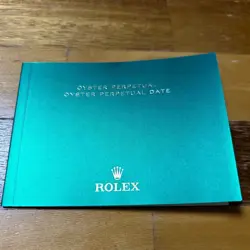 OYSTER PERPETUAL
OYSTER PERPETUAL DATE
ROLEX